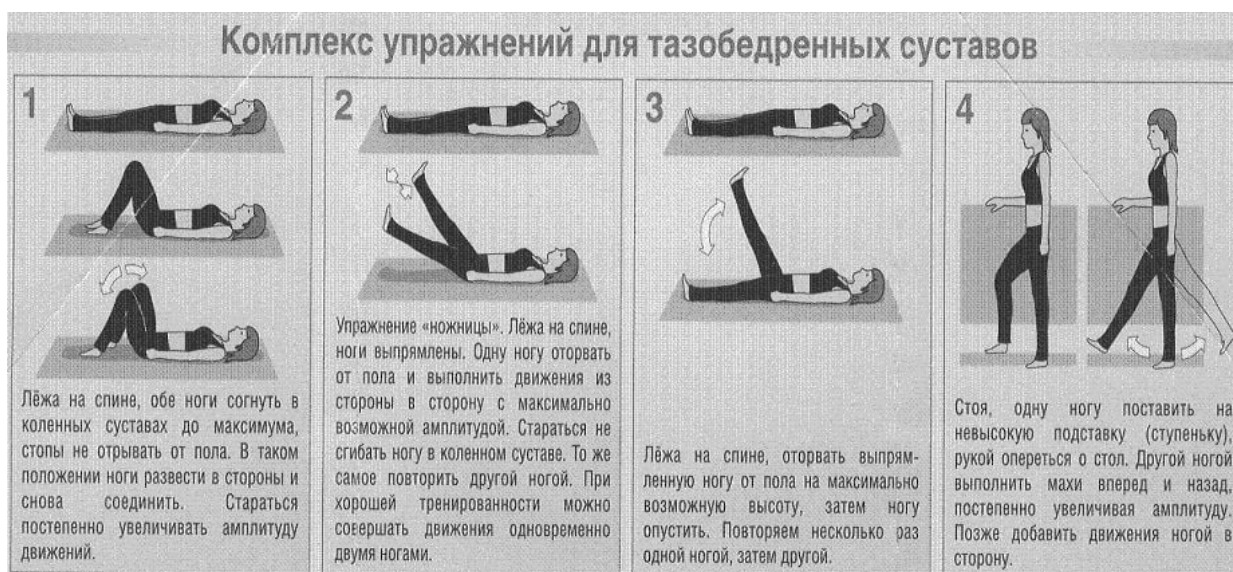 Комплекс упражнений для тазобедренных суставов
1
Лёжа на спине, обе ноги согнуть в
коленных суставах до максимума,
стопы не отрывать от пола. В таком
положении ноги развести в стороны и
снова соединить. Стараться
постепенно увеличивать амплитуду
движений.
2
Упражнение «ножницы». Лёжа на спине,
ноги выпрямлены. Одну ногу оторвать
от пола и выполнить движения из
стороны в сторону с максимально
возможной амплитудой. Стараться не
сгибать ногу в коленном суставе. То же
самое повторить другой ногой. При
хорошей тренированности можно
совершать движения одновременно
двумя ногами.
3
Лёжа на спине, оторвать выпрям-
ленную ногу от пола на максимально
возможную высоту, затем ногу
опустить. Повторяем несколько раз
одной ногой, затем другой.
4
Стоя, одну ногу поставить на
невысокую подставку (ступеньку),
рукой опереться о стол. Другой ногой
выполнить махи вперед и назад,
постепенно увеличивая амплитуду.
Позже добавить движения ногой в
сторону.